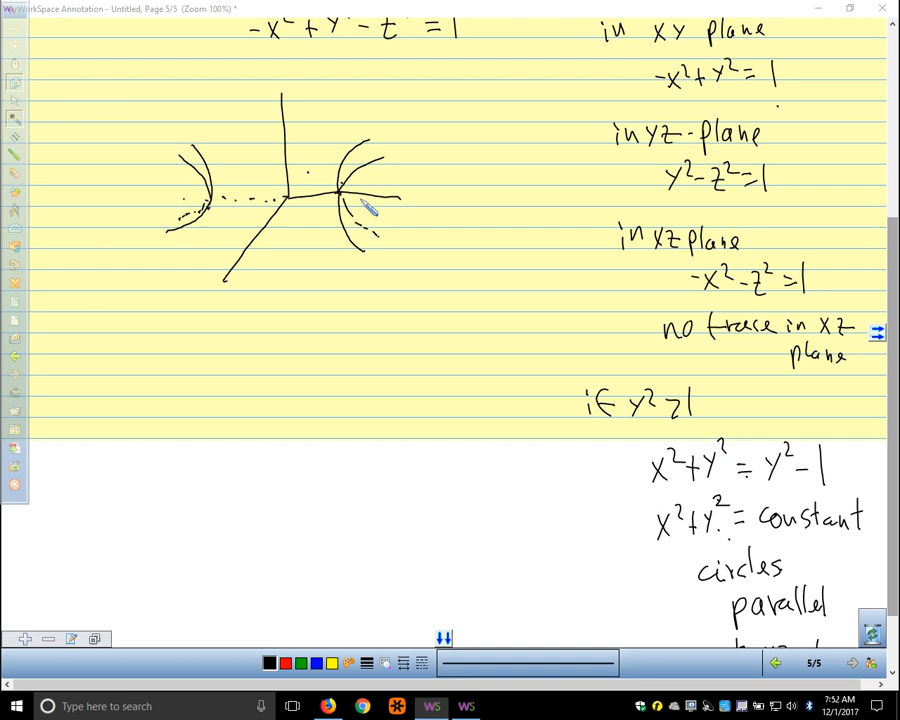 WorkSpace Annotation - Untitled, Page 5/5 (Zoom 100%) *
-x² + y² - z² = 1
in xy plane
-x² + y² = 1
in yz-plane
y² - z² = 1
in xz plane
-x² - z² = 1
no trace in xz
plane
if y² > 1
x² + y² = y² - 1
x² + y² = constant
circles
parallel
5/5
Type here to search
WS
WS
7:52 AM
12/1/2017